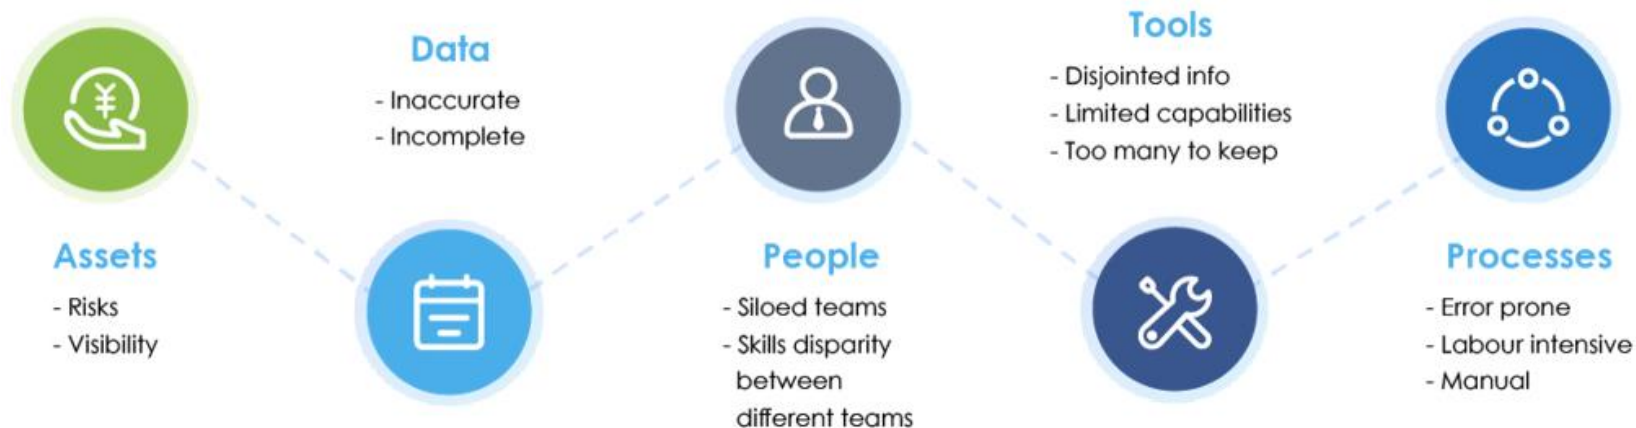 Assets
- Risks
- Visibility
Data
- Inaccurate
- Incomplete
People
- Siloed teams
- Skills disparity
between
different teams
Tools
- Disjointed info
- Limited capabilities
- Too many to keep
Processes
- Error prone
- Labour intensive
- Manual